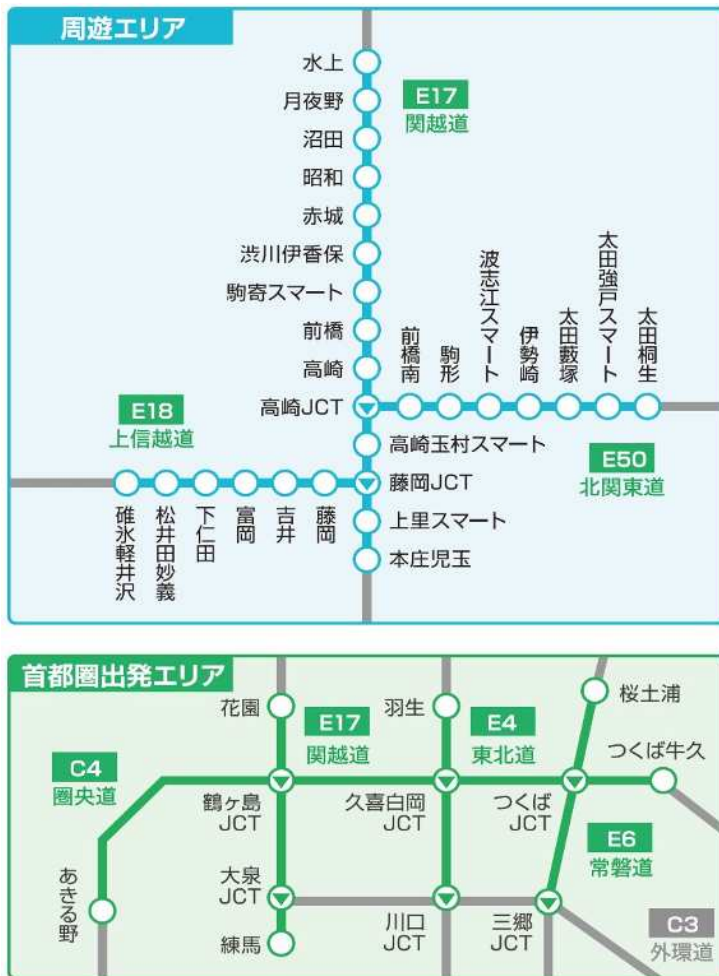 周遊エリア
水上
月夜野
E17
関越道
沼田
昭和
赤城
渋川伊香保
駒寄スマート
前橋
高崎
高崎JCT
前橋南
駒形
波志江スマート
伊勢崎
太田藪塚
太田強戸スマート
太田桐生
E18
上信越道
高崎玉村スマート
E50
北関東道
藤岡JCT
碓氷軽井沢
松井田妙義
下仁田
富岡
吉井
藤岡
上里スマート
本庄児玉
首都圏出発エリア
花園
E17
関越道
羽生
E4
東北道
桜土浦
つくば牛久
C4
圏央道
鶴ヶ島
JCT
久喜白岡
JCT
つくば
JCT
E6
常磐道
あきる野
大泉
JCT
練馬
川口
JCT
三郷
JCT
C3
外環道